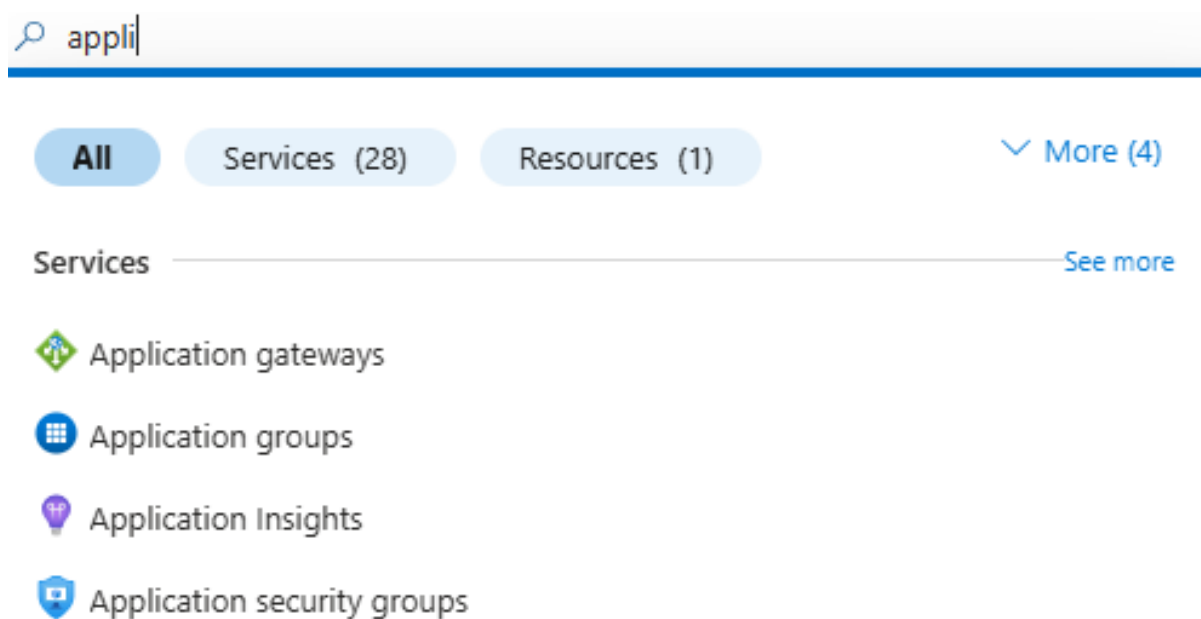 appli
All Services (28) Resources (1) More (4)
Services See more
Application gateways
Application groups
Application Insights
Application security groups